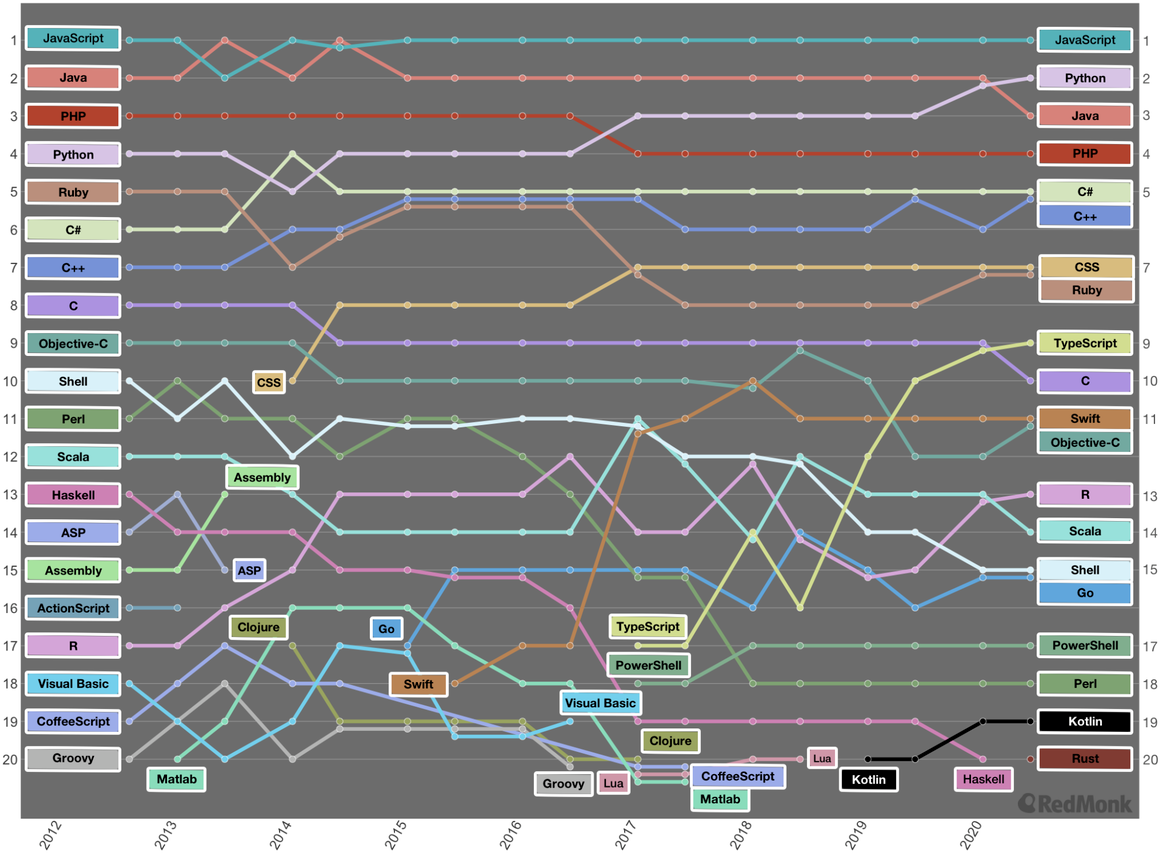 1 JavaScript JavaScript 1
2 Java Python 2
3 PHP Java 3
4 Python PHP 4
5 Ruby C# 5
6 C# C++
7 C++ CSS 7
Ruby
8 C
9 Objective-C TypeScript 9
10 Shell CSS C 10
11 Perl Swift 11
Objective-C
12 Scala
Assembly
13 Haskell R 13
14 ASP Scala 14
15 Assembly ASP Shell 15
Go
16 ActionScript
Clojure Go TypeScript
17 R PowerShell 17
PowerShell
18 Visual Basic Swift Perl 18
Visual Basic
19 CoffeeScript Kotlin 19
Clojure
20 Groovy Lua Rust 20
Matlab Groovy Lua CoffeeScript Kotlin Haskell
Matlab
RedMonk
2012 2013 2014 2015 2016 2017 2018 2019 2020